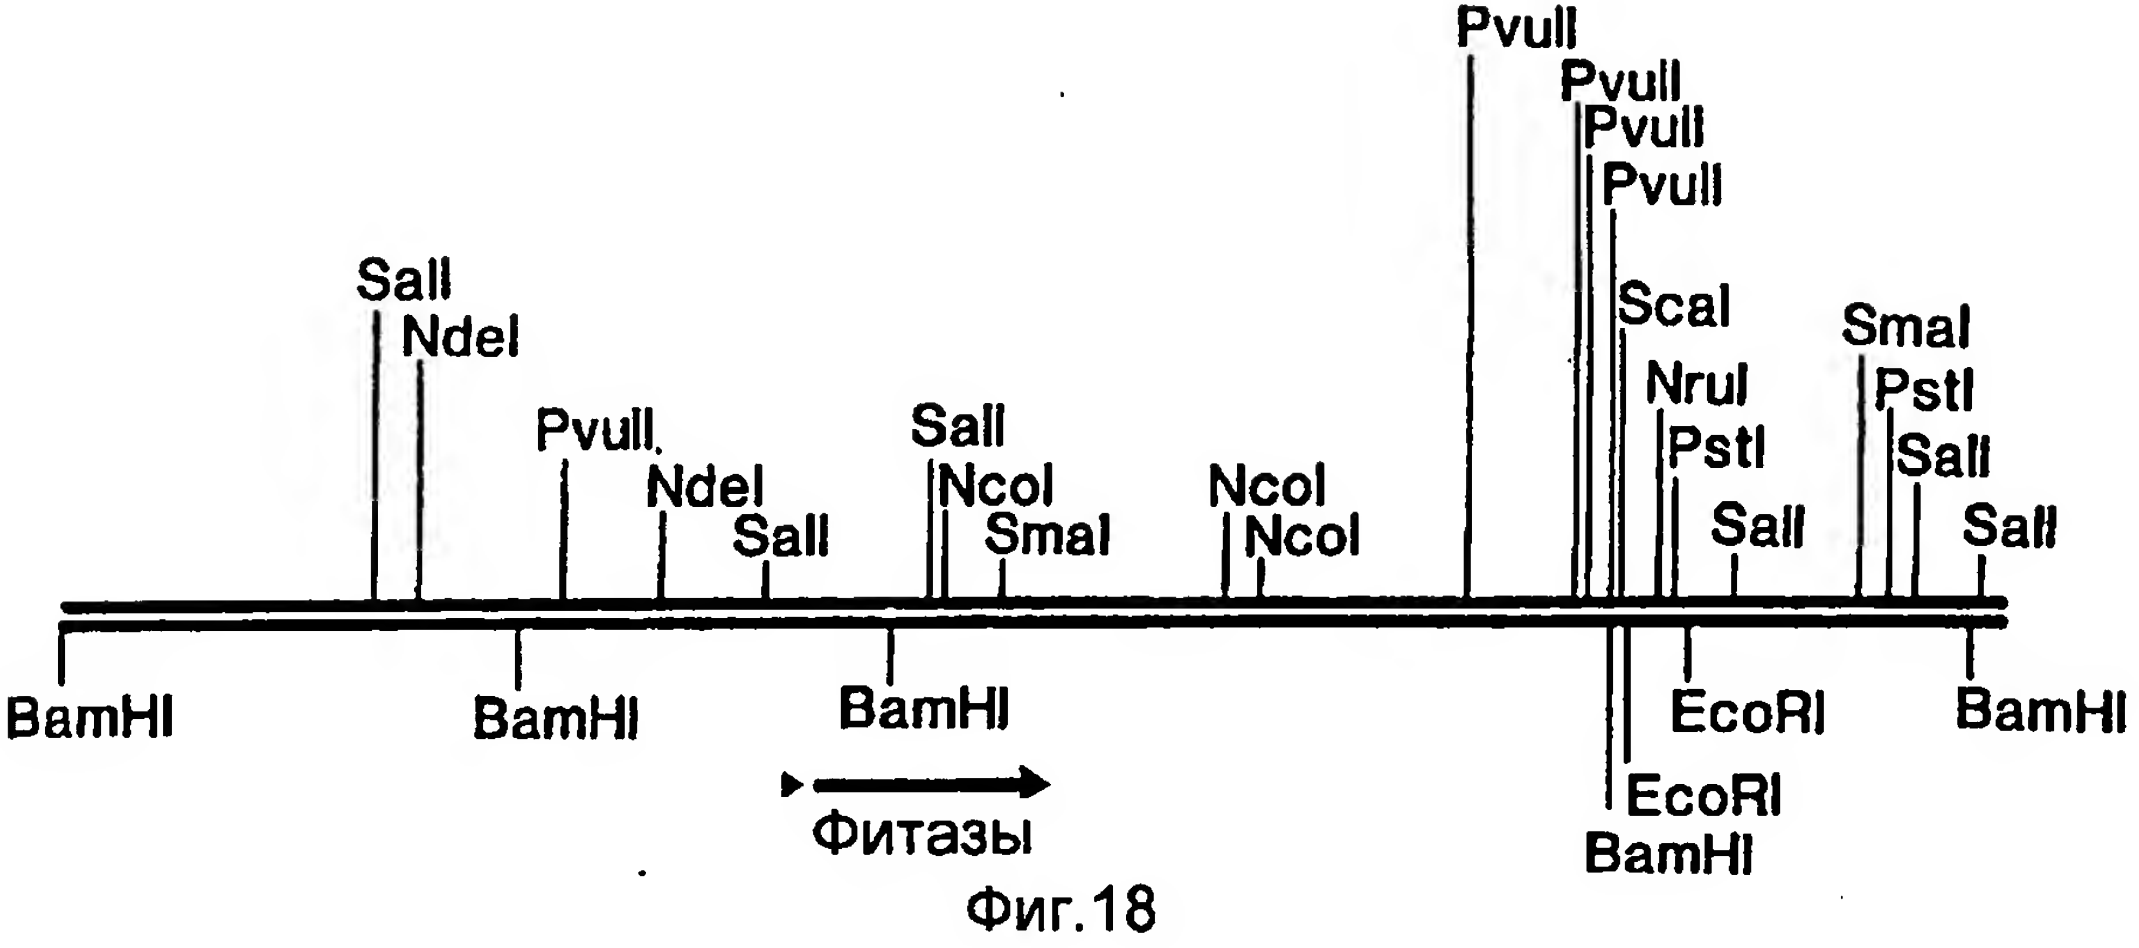 PvuII
PvuII
PvuII
PvuII
SalI
ScaI
NdeI
SmaI
NruI
PstI
PvuII
SalI
PstI
SalI
NdeI
NcoI
NcoI
SalI
SmaI
NcoI
SalI
SalI
BamHI
BamHI
BamHI
EcoRI
BamHI
EcoRI
Фитазы
BamHI
Фиг.18